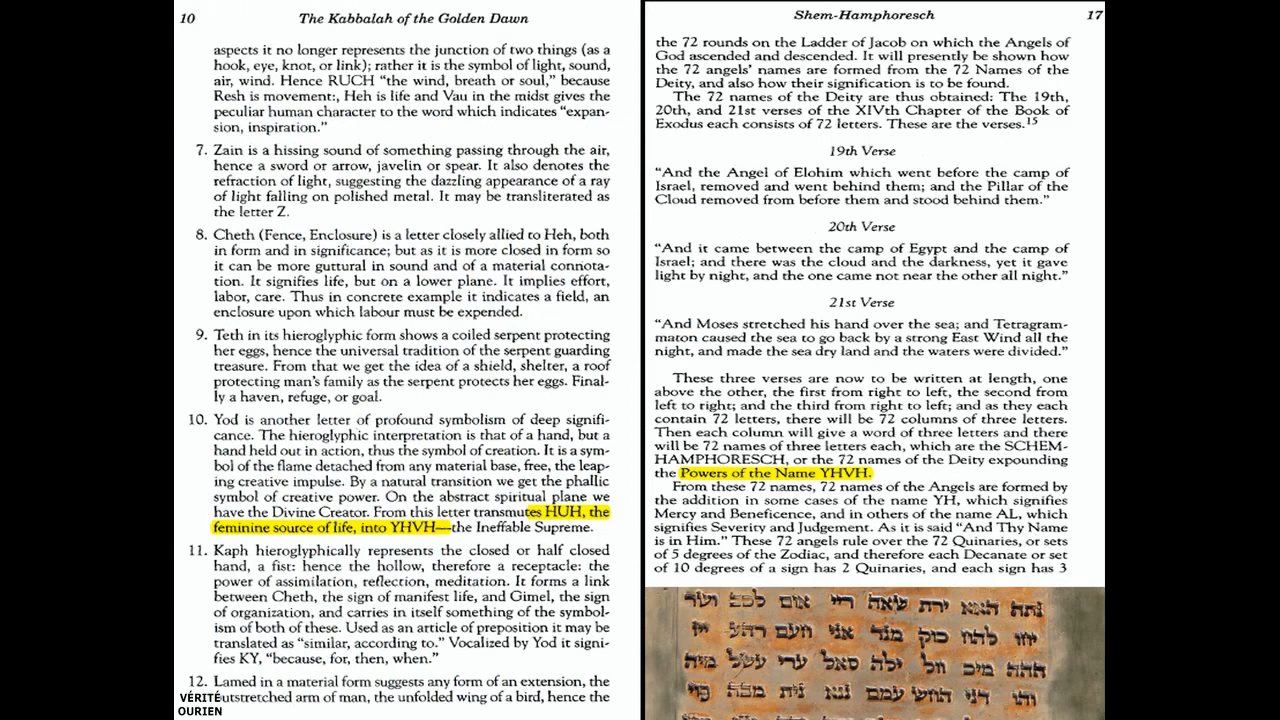 10 The Kabbalah of the Golden Dawn
aspects it no longer represents the junction of two things (as a
hook, eye, knot, or link); rather it is the symbol of light, sound,
air, wind. Hence RUCH “the wind, breath or soul,” because
Resh is movement:, Heh is life and Vau in the midst gives the
peculiar human character to the word which indicates “expan-
sion, inspiration.”
7. Zain is a hissing sound of something passing through the air,
hence a sword or arrow, javelin or spear. It also denotes the
refraction of light, suggesting the dazzling appearance of a ray
of light falling on polished metal. It may be transliterated as
the letter Z.
8. Cheth (Fence, Enclosure) is a letter closely allied to Heh, both
in form and in significance; but as it is more closed in form so
it can be more guttural in sound and of a material connota-
tion. It signifies life, but on a lower plane. It implies effort,
labor, care. Thus in concrete example it indicates a field, an
enclosure upon which labour must be expended.
9. Teth in its hieroglyphic form shows a coiled serpent protecting
her eggs, hence the universal tradition of the serpent guarding
treasure. From that we get the idea of a shield, shelter, a roof
protecting man’s family as the serpent protects her eggs. Final-
ly a haven, refuge, or goal.
10. Yod is another letter of profound symbolism of deep signifi-
cance. The hieroglyphic interpretation is that of a hand, but a
hand held out in action, thus the symbol of creation. It is a sym-
bol of the flame detached from any material base, free, the leap-
ing creative impulse. By a natural transition we get the phallic
symbol of creative power. On the abstract spiritual plane we
have the Divine Creator. From this letter transmutes HUH, the
feminine source of life, into YHVH—the Ineffable Supreme.
11. Kaph hieroglyphically represents the closed or half closed
hand, a fist: hence the hollow, therefore a receptacle: the
power of assimilation, reflection, meditation. It forms a link
between Cheth, the sign of manifest life, and Gimel, the sign
of organization, and carries in itself something of the symbol-
ism of both of these. Used as an article of preposition it may be
translated as “similar, according to.” Vocalized by Yod it signi-
fies KY, “because, for, then, when.”
12. Lamed in a material form suggests any form of an extension, the
outstretched arm of man, the unfolded wing of a bird, hence the
VÉRITÉ
OURIEN
Shem-Hamphoresch 17
the 72 rounds on the Ladder of Jacob on which the Angels of
God ascended and descended. It will presently be shown how
the 72 angels’ names are formed from the 72 Names of the
Deity, and also how their signification is to be found.
The 72 names of the Deity are thus obtained: The 19th,
20th, and 21st verses of the XIVth Chapter of the Book of
Exodus each consists of 72 letters. These are the verses.15
19th Verse
“And the Angel of Elohim which went before the camp of
Israel, removed and went behind them; and the Pillar of the
Cloud removed from before them and stood behind them.”
20th Verse
“And it came between the camp of Egypt and the camp of
Israel; and there was the cloud and the darkness, yet it gave
light by night, and the one came not near the other all night.”
21st Verse
“And Moses stretched his hand over the sea; and Tetragram-
maton caused the sea to go back by a strong East Wind all the
night, and made the sea dry land and the waters were divided.”
These three verses are now to be written at length, one
above the other, the first from right to left, the second from
left to right; and the third from right to left; and as they each
contain 72 letters, there will be 72 columns of three letters.
Then each column will give a word of three letters and there
will be 72 names of three letters each, which are the SCHEM-
HAMPHORESCH, or the 72 names of the Deity expounding
the Powers of the Name YHVH.
From these 72 names, 72 names of the Angels are formed by
the addition in some cases of the name YH, which signifies
Mercy and Beneficence, and in others of the name AL, which
signifies Severity and Judgement. As it is said “And Thy Name
is in Him.” These 72 angels rule over the 72 Quinaries, or sets
of 5 degrees of the Zodiac, and therefore each Decanate or set
of 10 degrees of a sign has 2 Quinaries, and each sign has 3
נתה האא ירת שאה ריי אום לכב ושר
יחו להח כוק מנד אני חעם רהע ייז
ההה מיכ וול ילה סאל ערי עשל מיה
והו דני החש עמם ננא נית מבה פוי